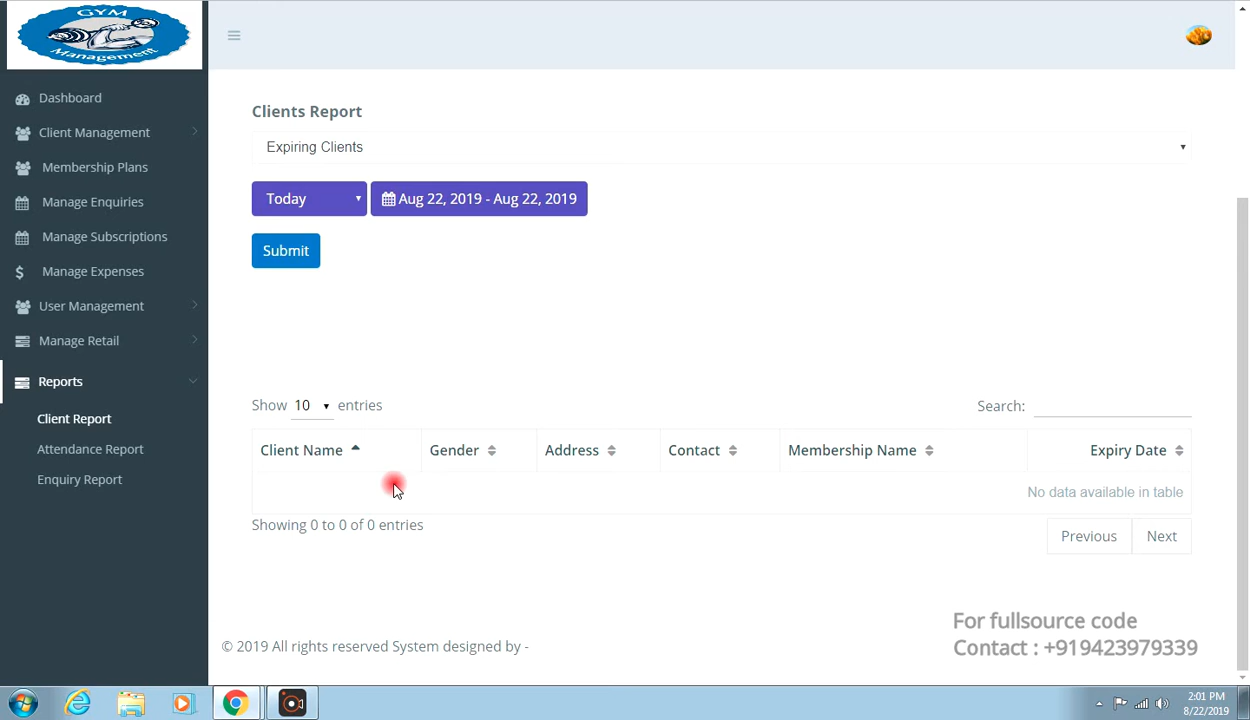 GYM
Management
Dashboard
Client Management
Membership Plans
Manage Enquiries
Manage Subscriptions
$ Manage Expenses
User Management
Manage Retail
Reports
Client Report
Attendance Report
Enquiry Report
Clients Report
Expiring Clients
Today
Aug 22, 2019 - Aug 22, 2019
Submit
Show 10 entries
Search:
Client Name Gender Address Contact Membership Name Expiry Date
No data available in table
Showing 0 to 0 of 0 entries
Previous Next
© 2019 All rights reserved System designed by -
For fullsource code
Contact : +919423979339
2:01 PM
8/22/2019